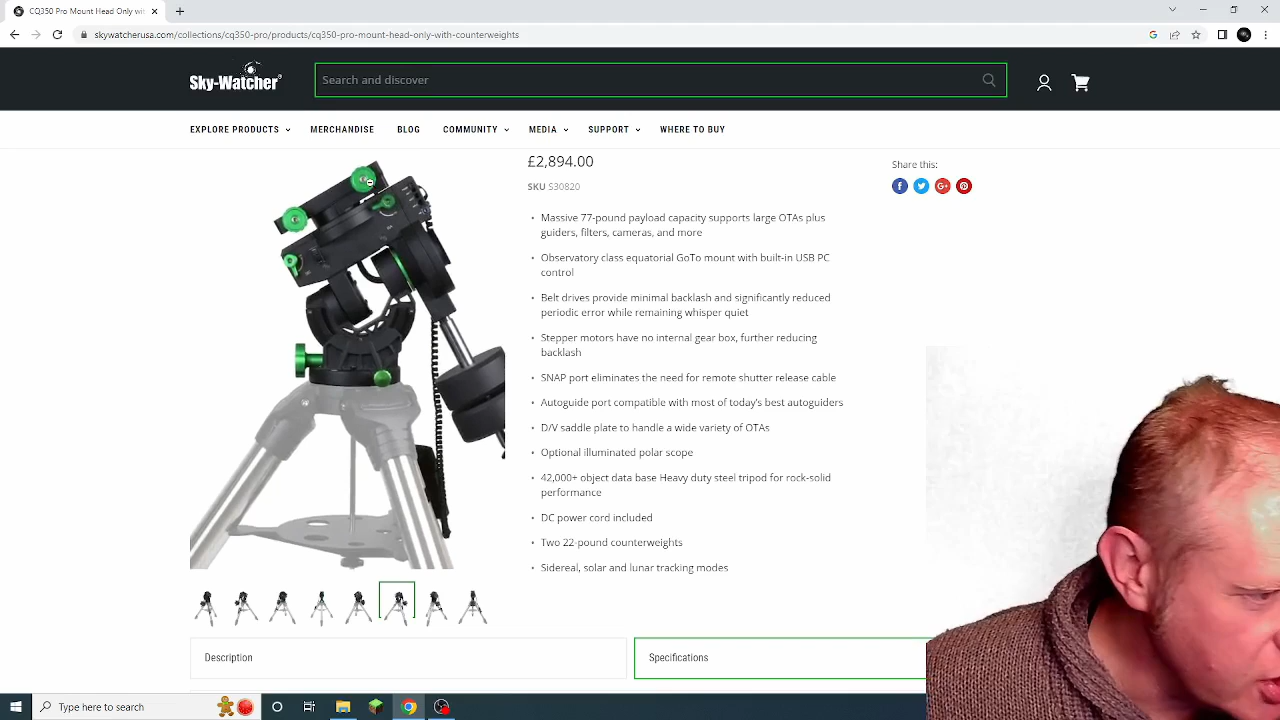 CQ350 Pro Mount Head Only wit
skywatcherusa.com/collections/cq350-pro/products/cq350-pro-mount-head-only-with-counterweights
Sky-Watcher
Search and discover
EXPLORE PRODUCTS
MERCHANDISE
BLOG
COMMUNITY
MEDIA
SUPPORT
WHERE TO BUY
£2,894.00
SKU S30820
Share this:
• Massive 77-pound payload capacity supports large OTAs plus
guiders, filters, cameras, and more
• Observatory class equatorial GoTo mount with built-in USB PC
control
• Belt drives provide minimal backlash and significantly reduced
periodic error while remaining whisper quiet
• Stepper motors have no internal gear box, further reducing
backlash
• SNAP port eliminates the need for remote shutter release cable
• Autoguide port compatible with most of today's best autoguiders
• D/V saddle plate to handle a wide variety of OTAs
• Optional illuminated polar scope
• 42,000+ object data base Heavy duty steel tripod for rock-solid
performance
• DC power cord included
• Two 22-pound counterweights
• Sidereal, solar and lunar tracking modes
Description
Specifications
Type here to search